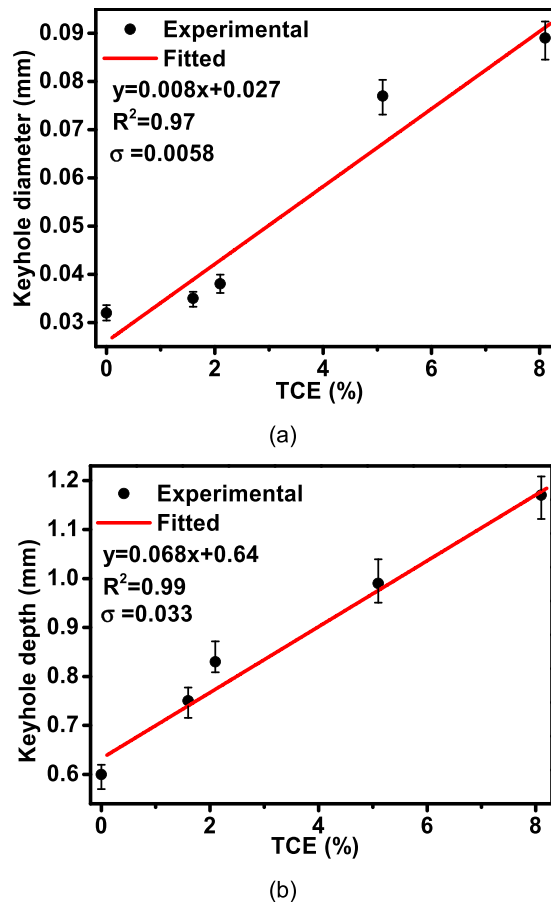 0.09
0.08
0.07
0.06
0.05
0.04
0.03
Keyhole diameter (mm)
Experimental
Fitted
y=0.008x+0.027
R²=0.97
σ =0.0058
0 2 4 6 8
TCE (%)
(a)
1.2
1.1
1.0
0.9
0.8
0.7
0.6
Keyhole depth (mm)
Experimental
Fitted
y=0.068x+0.64
R²=0.99
σ =0.033
0 2 4 6 8
TCE (%)
(b)